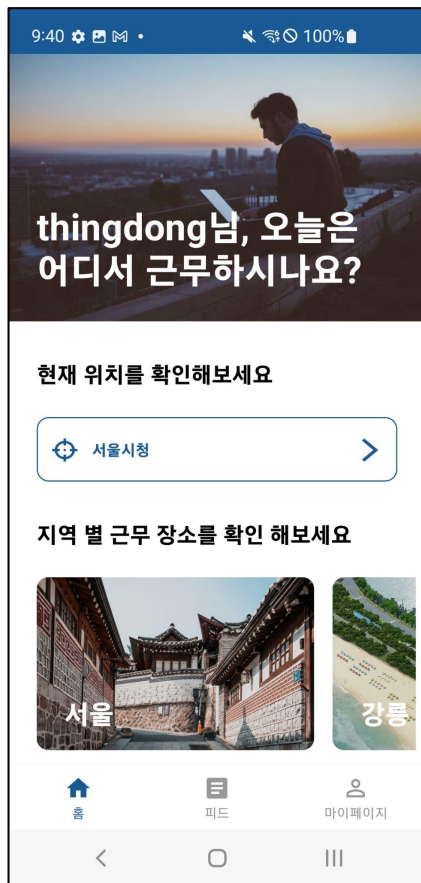 9:40
100%
thingdong님, 오늘은
어디서 근무하시나요?
현재 위치를 확인해보세요
서울시청
지역 별 근무 장소를 확인 해보세요
서울
강릉
홈
피드
마이페이지